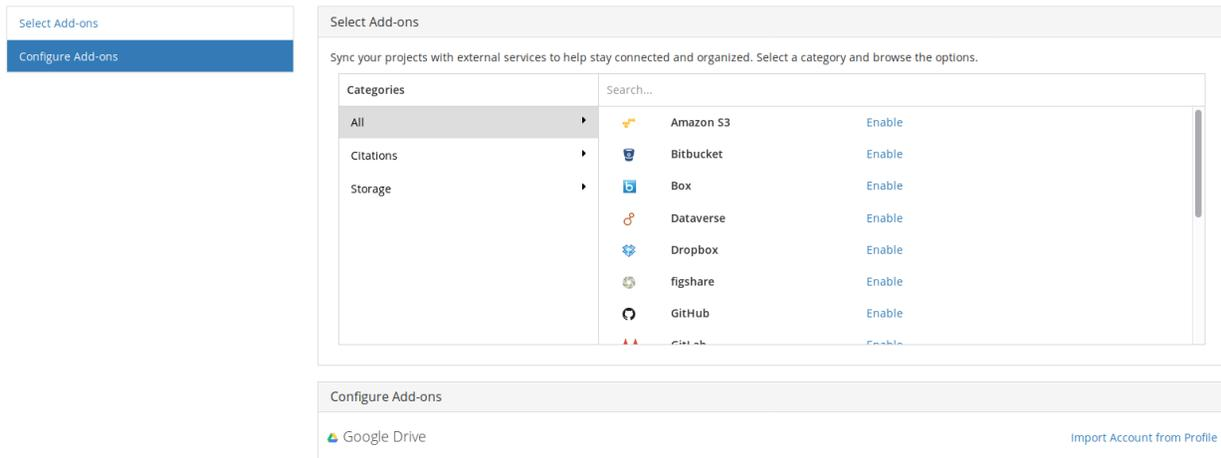 Select Add-ons
Configure Add-ons
Select Add-ons
Sync your projects with external services to help stay connected and organized. Select a category and browse the options.
Categories
Search...
All
Citations
Storage
Amazon S3 Enable
Bitbucket Enable
Box Enable
Dataverse Enable
Dropbox Enable
figshare Enable
GitHub Enable
GitLab Enable
Configure Add-ons
Google Drive Import Account from Profile